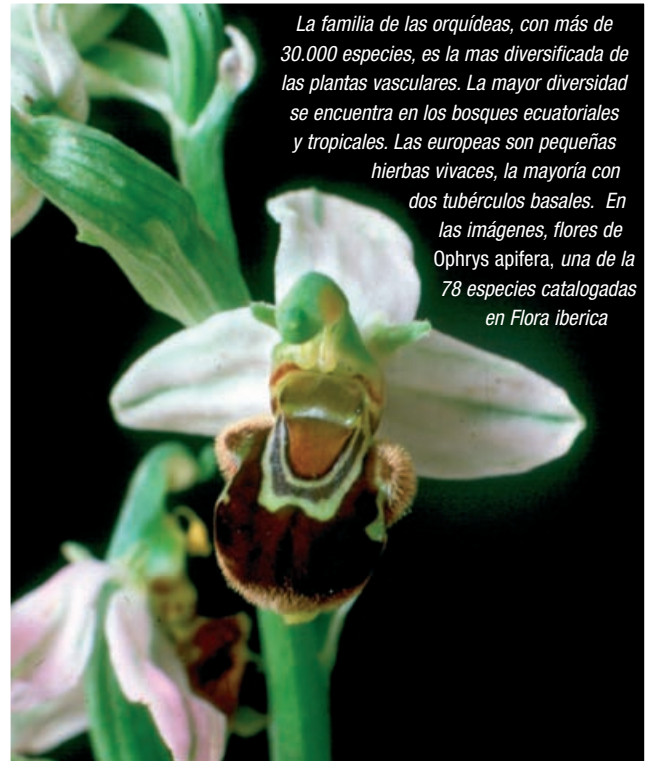 La familia de las orquídeas, con más de
30.000 especies, es la mas diversificada de
las plantas vasculares. La mayor diversidad
se encuentra en los bosques ecuatoriales
y tropicales. Las europeas son pequeñas
hierbas vivaces, la mayoría con
dos tubérculos basales. En
las imágenes, flores de
Ophrys apifera, una de la
78 especies catalogadas
en Flora iberica